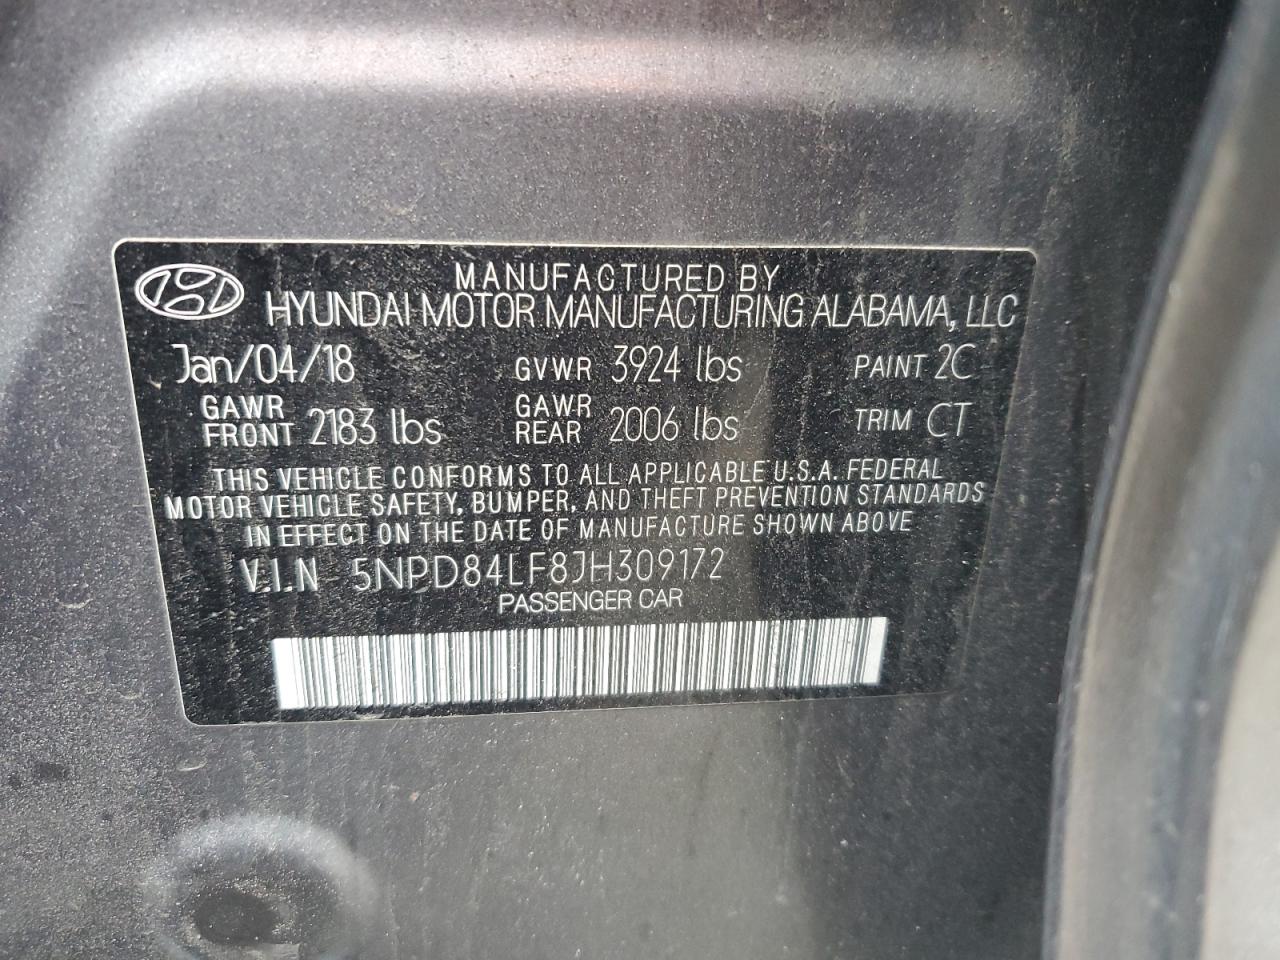 MANUFACTURED BY
HYUNDAI MOTOR MANUFACTURING ALABAMA, LLC
Jan/04/18 GVWR 3924 lbs PAINT 2C
GAWR FRONT 2183 lbs GAWR REAR 2006 lbs TRIM CT
THIS VEHICLE CONFORMS TO ALL APPLICABLE U.S.A. FEDERAL
MOTOR VEHICLE SAFETY, BUMPER, AND THEFT PREVENTION STANDARDS
IN EFFECT ON THE DATE OF MANUFACTURE SHOWN ABOVE
V.I.N 5NPD84LF8JH309172
PASSENGER CAR